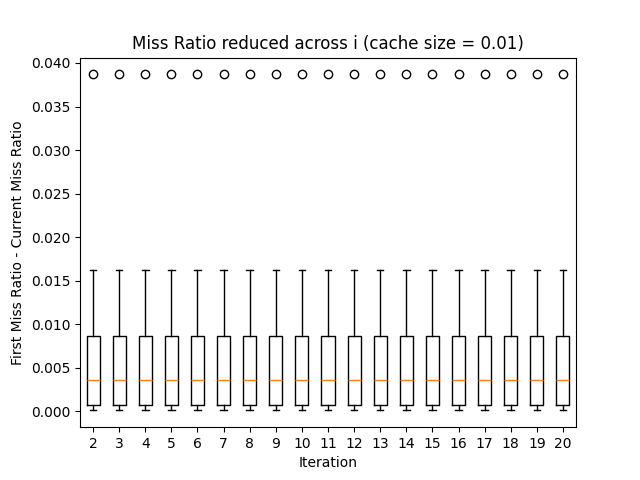 Miss Ratio reduced across i (cache size = 0.01)
First Miss Ratio - Current Miss Ratio
0.040
0.035
0.030
0.025
0.020
0.015
0.010
0.005
0.000
2 3 4 5 6 7 8 9 10 11 12 13 14 15 16 17 18 19 20
Iteration